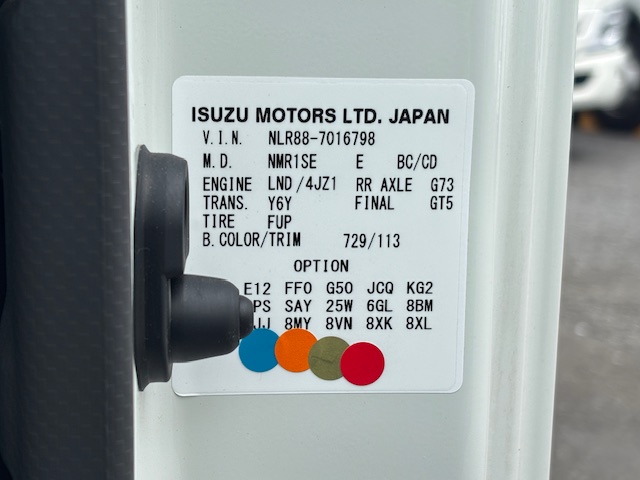 ISUZU MOTORS LTD. JAPAN
V.I.N. NLR88-7016798
M.D. NMR1SE E BC/CD
ENGINE LND/4JZ1 RR AXLE G73
TRANS. Y6Y FINAL GT5
TIRE FUP
B.COLOR/TRIM 729/113
OPTION
E12 FF0 G50 JCQ KG2
SAY 25W 6GL 8BM
8MY 8VN 8XK 8XL